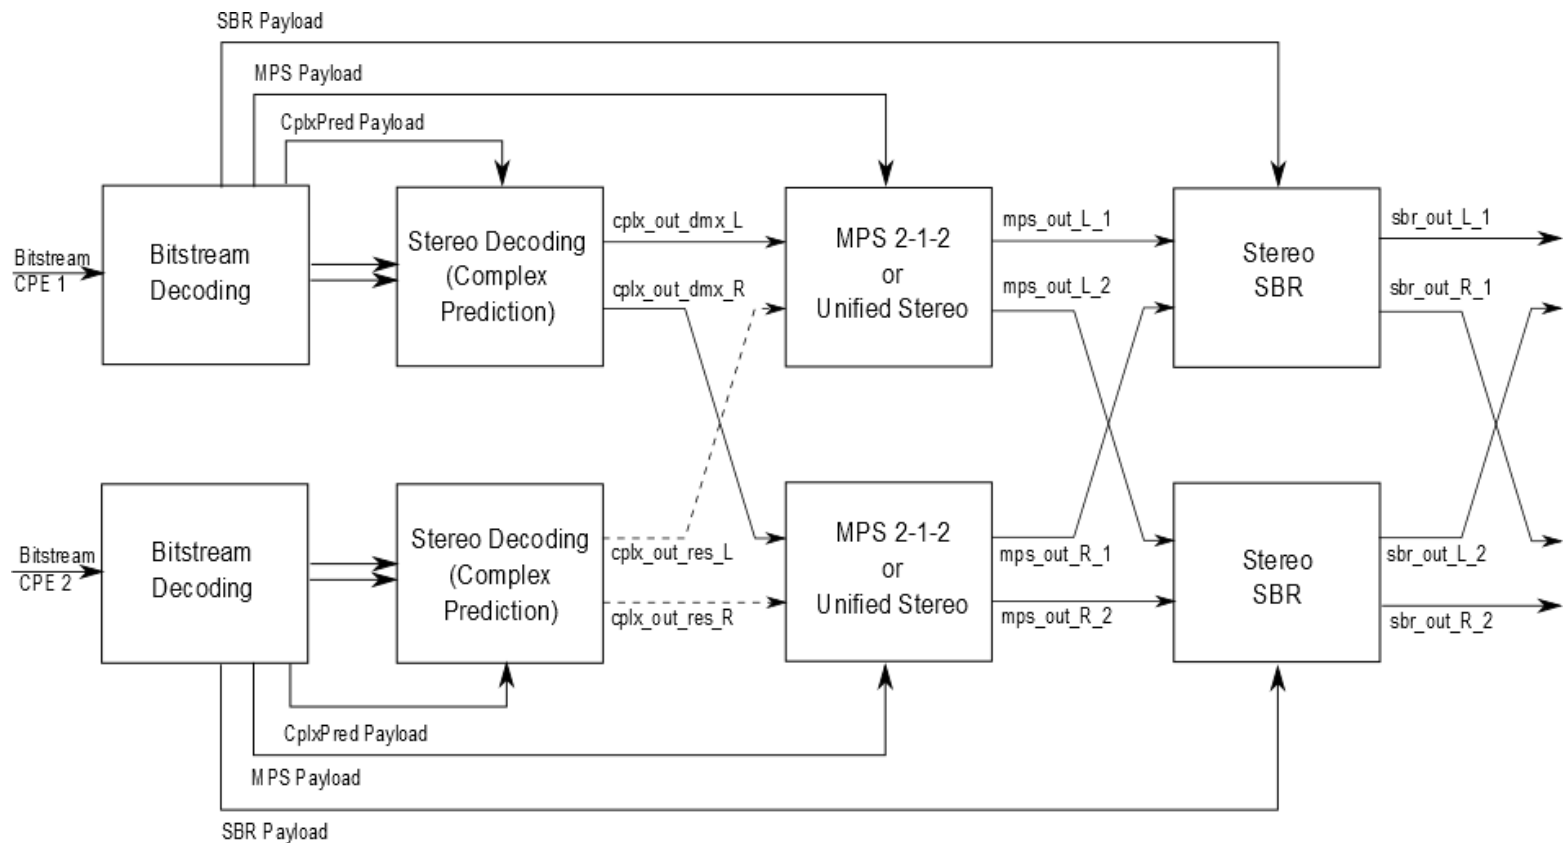 SBR Payload
MPS Payload
CplxPred Payload
Bitstream
CPE 1
Bitstream
Decoding
Stereo Decoding
(Complex
Prediction)
cplx_out_dmx_L
cplx_out_dmx_R
MPS 2-1-2
or
Unified Stereo
mps_out_L_1
mps_out_L_2
Stereo
SBR
sbr_out_L_1
sbr_out_R_1
Bitstream
CPE 2
Bitstream
Decoding
Stereo Decoding
(Complex
Prediction)
cplx_out_res_L
cplx_out_res_R
MPS 2-1-2
or
Unified Stereo
mps_out_R_1
mps_out_R_2
Stereo
SBR
sbr_out_L_2
sbr_out_R_2
CplxPred Payload
MPS Payload
SBR Payload